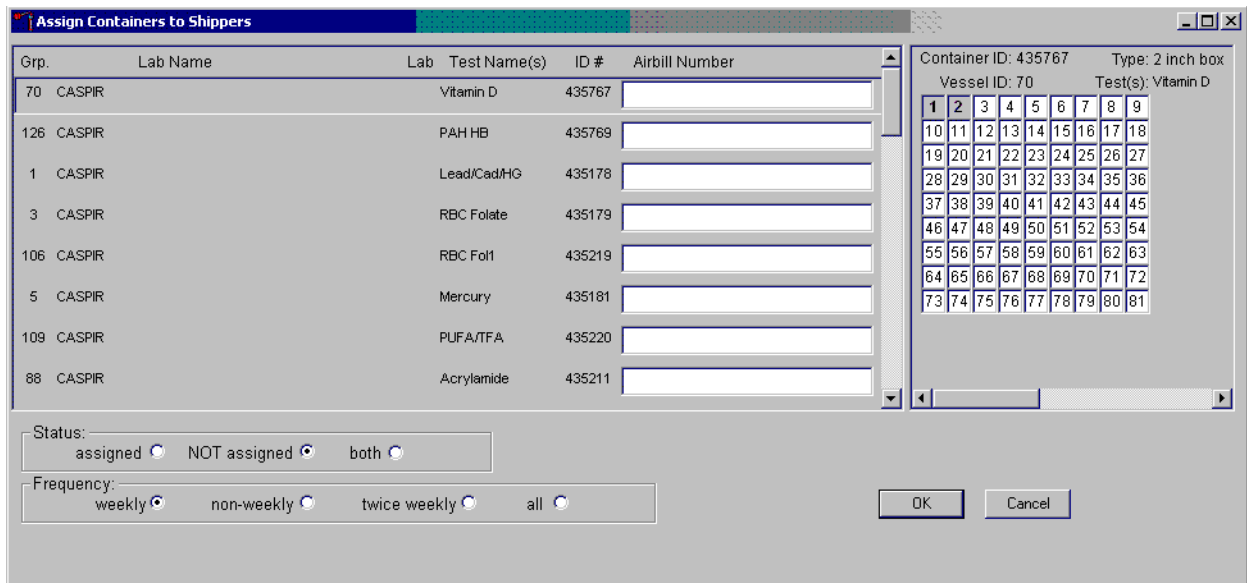 Assign Containers to Shippers
Grp. Lab Name Lab Test Name(s) ID # Airbill Number
70 CASPIR Vitamin D 435767
126 CASPIR PAH HB 435769
1 CASPIR Lead/Cad/HG 435178
3 CASPIR RBC Folate 435179
106 CASPIR RBC Fol1 435219
5 CASPIR Mercury 435181
109 CASPIR PUFA/TFA 435220
88 CASPIR Acrylamide 435211
Container ID: 435767 Type: 2 inch box
Vessel ID: 70 Test(s): Vitamin D
1 2 3 4 5 6 7 8 9
10 11 12 13 14 15 16 17 18
19 20 21 22 23 24 25 26 27
28 29 30 31 32 33 34 35 36
37 38 39 40 41 42 43 44 45
46 47 48 49 50 51 52 53 54
55 56 57 58 59 60 61 62 63
64 65 66 67 68 69 70 71 72
73 74 75 76 77 78 79 80 81
Status:
assigned NOT assigned both
Frequency:
weekly non-weekly twice weekly all
OK Cancel